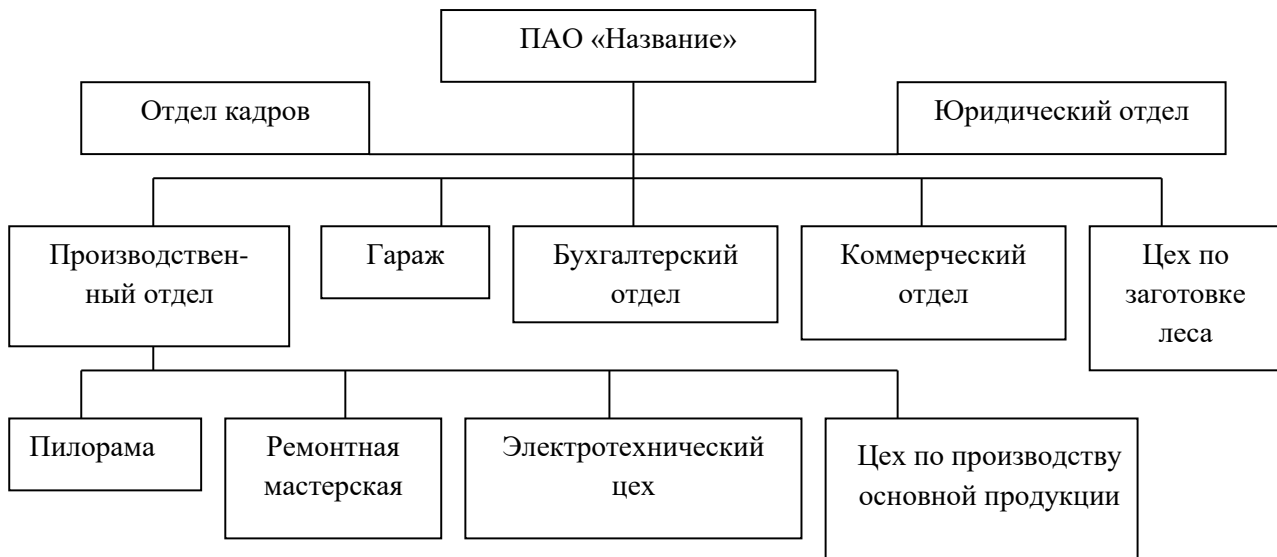 ПАО «Название»
Отдел кадров
Юридический отдел
Производствен-
ный отдел
Гараж
Бухгалтерский
отдел
Коммерческий
отдел
Цех по
заготовке
леса
Пилорама
Ремонтная
мастерская
Электротехнический
цех
Цех по производству
основной продукции